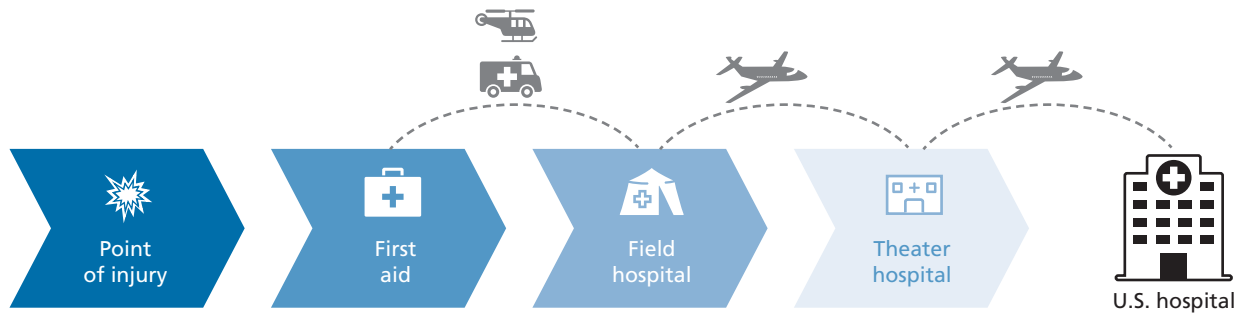 Point
of injury
First
aid
Field
hospital
Theater
hospital
U.S. hospital